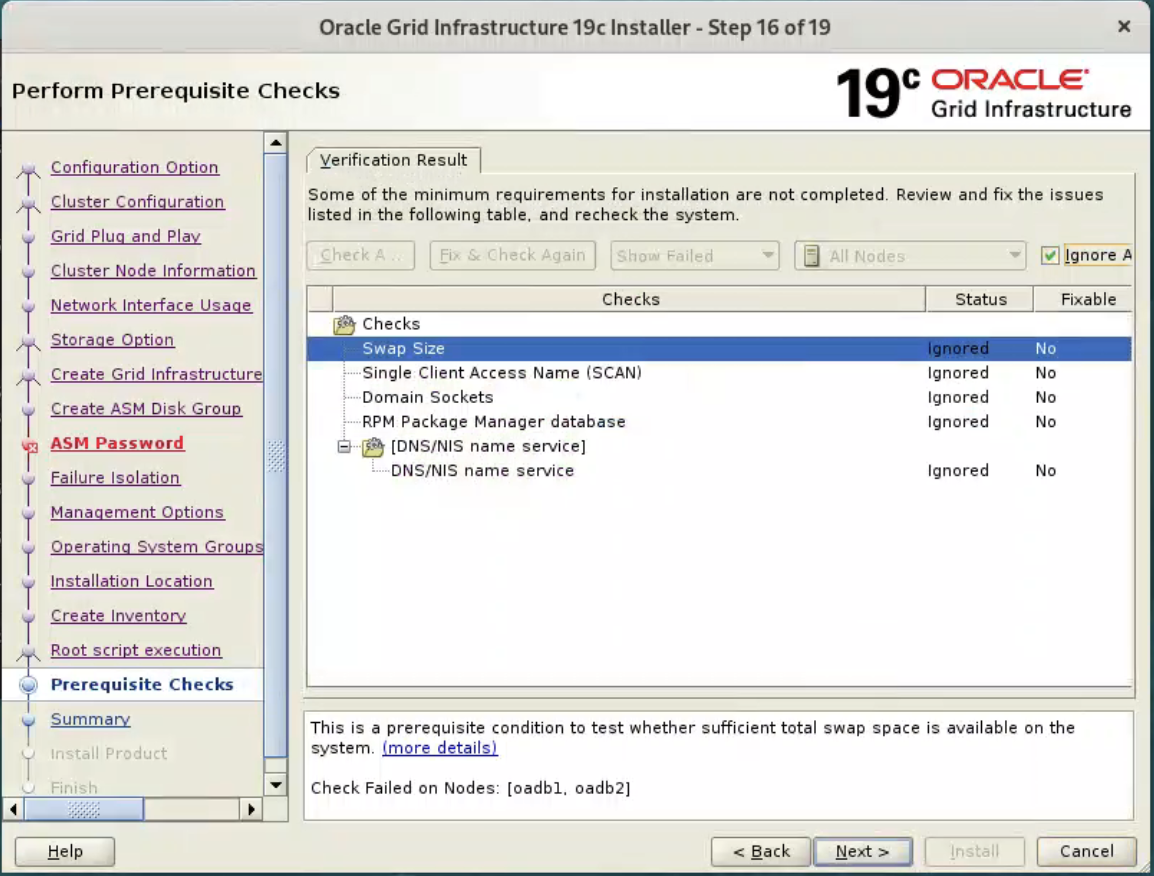 Oracle Grid Infrastructure 19c Installer - Step 16 of 19
Perform Prerequisite Checks
19c ORACLE
Grid Infrastructure
Configuration Option
Cluster Configuration
Grid Plug and Play
Cluster Node Information
Network Interface Usage
Storage Option
Create Grid Infrastructure
Create ASM Disk Group
ASM Password
Failure Isolation
Management Options
Operating System Groups
Installation Location
Create Inventory
Root script execution
Prerequisite Checks
Summary
Install Product
Finish
Verification Result
Some of the minimum requirements for installation are not completed. Review and fix the issues
listed in the following table, and recheck the system.
Check A... Fix & Check Again Show Failed All Nodes Ignore A
Checks Status Fixable
Checks
Swap Size Ignored No
Single Client Access Name (SCAN) Ignored No
Domain Sockets Ignored No
RPM Package Manager database Ignored No
[DNS/NIS name service]
DNS/NIS name service Ignored No
This is a prerequisite condition to test whether sufficient total swap space is available on the
system. (more details)
Check Failed on Nodes: [oadb1, oadb2]
Help < Back Next > Install Cancel